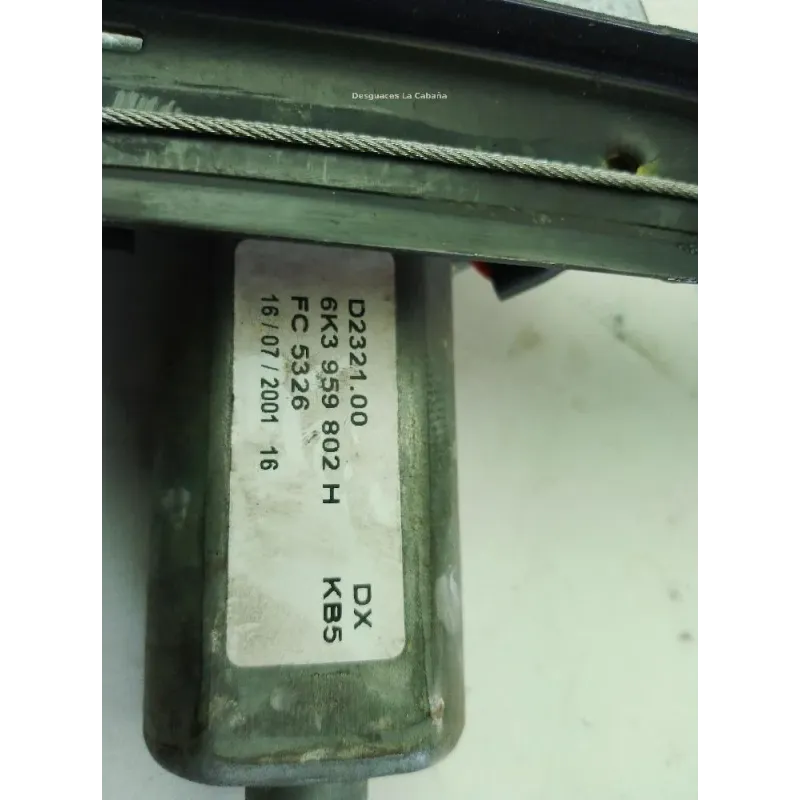 Desguaces La Cabaña
D2321.00 DX
6K3 959 802 H KB5
FC 5326
16/07/2001 16